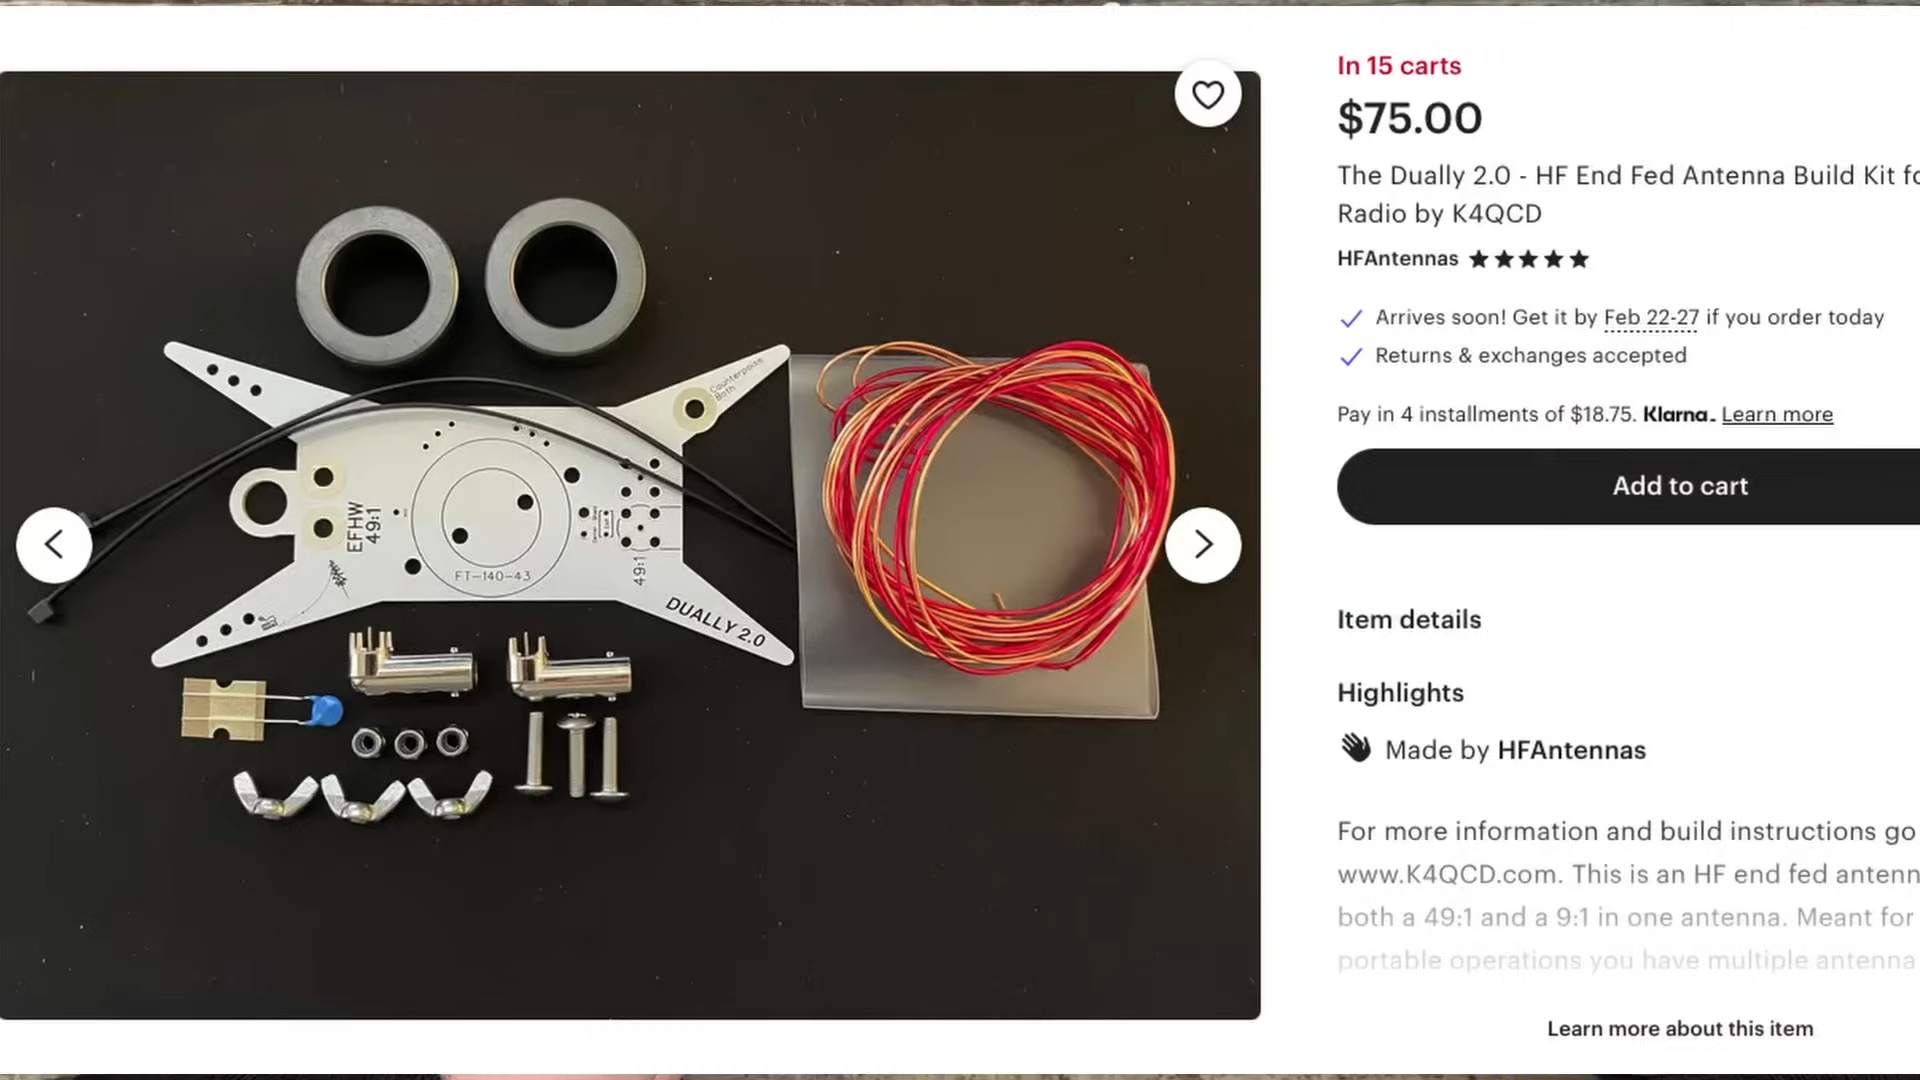 In 15 carts
$75.00
The Dually 2.0 - HF End Fed Antenna Build Kit
Radio by K4QCD
HFAntennas
Arrives soon! Get it by Feb 22-27 if you order today
Returns & exchanges accepted
Pay in 4 installments of $18.75. Klarna. Learn more
Add to cart
Item details
Highlights
Made by HFAntennas
For more information and build instructions go
www.K4QCD.com. This is an HF end fed
both a 49:1 and a 9:1 in one antenna. Meant for
portable operations you have multiple antenna
Learn more about this item
Counterpoise
Both
EFHW
49:1
FT-140-43
49:1
DUALLY 2.0